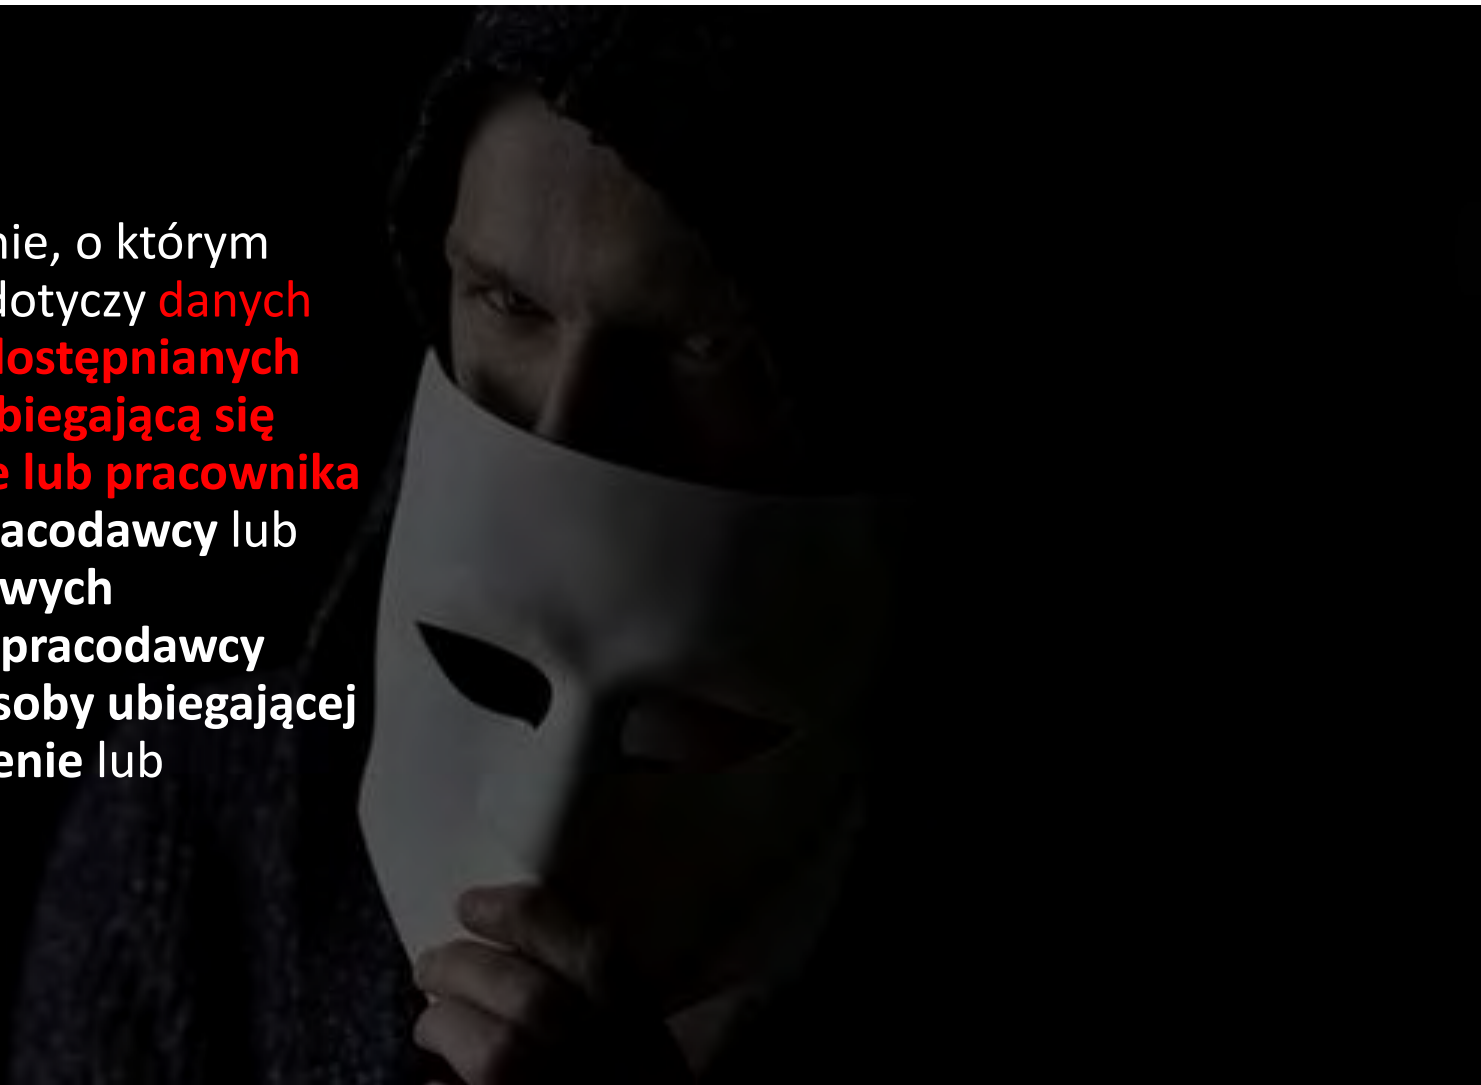 nie, o którym
dotyczy danych
dostępnianych
biegającą się
e lub pracownika
acodawcy lub
wych
pracodawcy
soby ubiegającej
enie lub